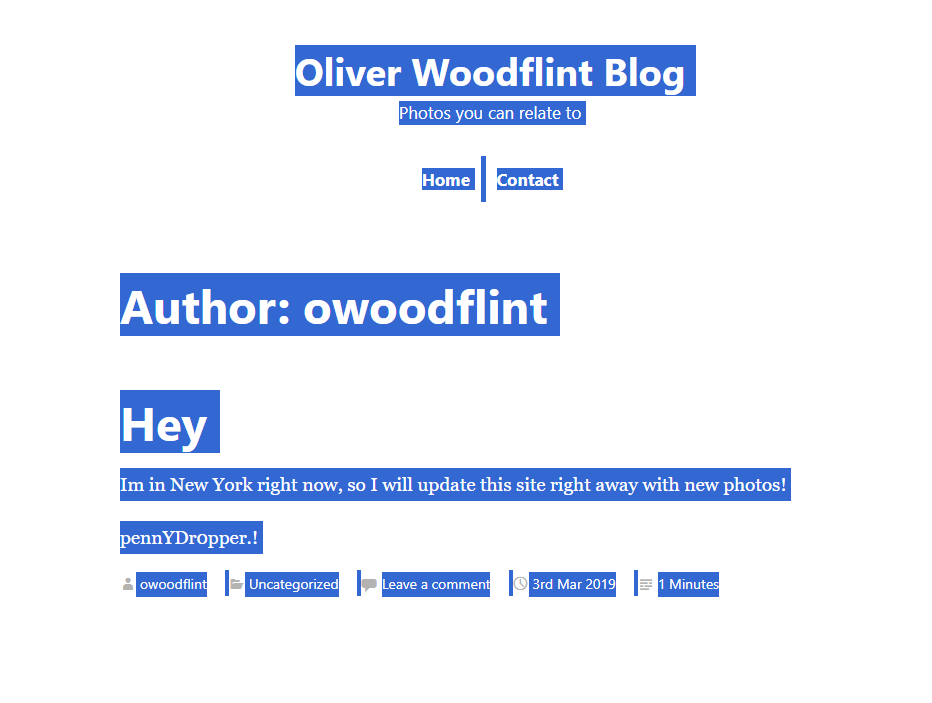 Oliver Woodflint Blog
Photos you can relate to
Home Contact
Author: owoodflint
Hey
Im in New York right now, so I will update this site right away with new photos!
pennYDr0pper.!
owoodflint Uncategorized Leave a comment 3rd Mar 2019 1 Minutes